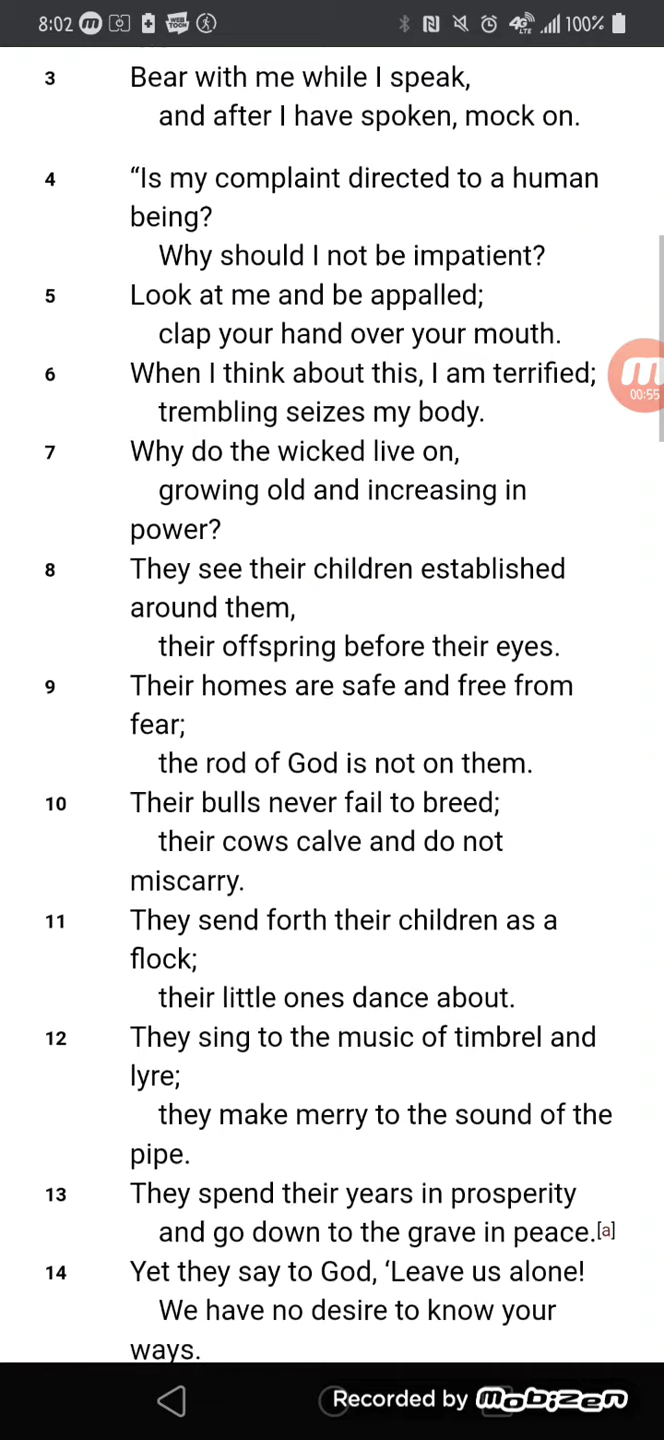 8:02 m WEB TOON 4G LTE 100%
3 Bear with me while I speak,
and after I have spoken, mock on.
4 “Is my complaint directed to a human
being?
Why should I not be impatient?
5 Look at me and be appalled;
clap your hand over your mouth.
6 When I think about this, I am terrified;
trembling seizes my body.
m 00:55
7 Why do the wicked live on,
growing old and increasing in
power?
8 They see their children established
around them,
their offspring before their eyes.
9 Their homes are safe and free from
fear;
the rod of God is not on them.
10 Their bulls never fail to breed;
their cows calve and do not
miscarry.
11 They send forth their children as a
flock;
their little ones dance about.
12 They sing to the music of timbrel and
lyre;
they make merry to the sound of the
pipe.
13 They spend their years in prosperity
and go down to the grave in peace.[a]
14 Yet they say to God, ‘Leave us alone!
We have no desire to know your
ways.
Recorded by Mobizen